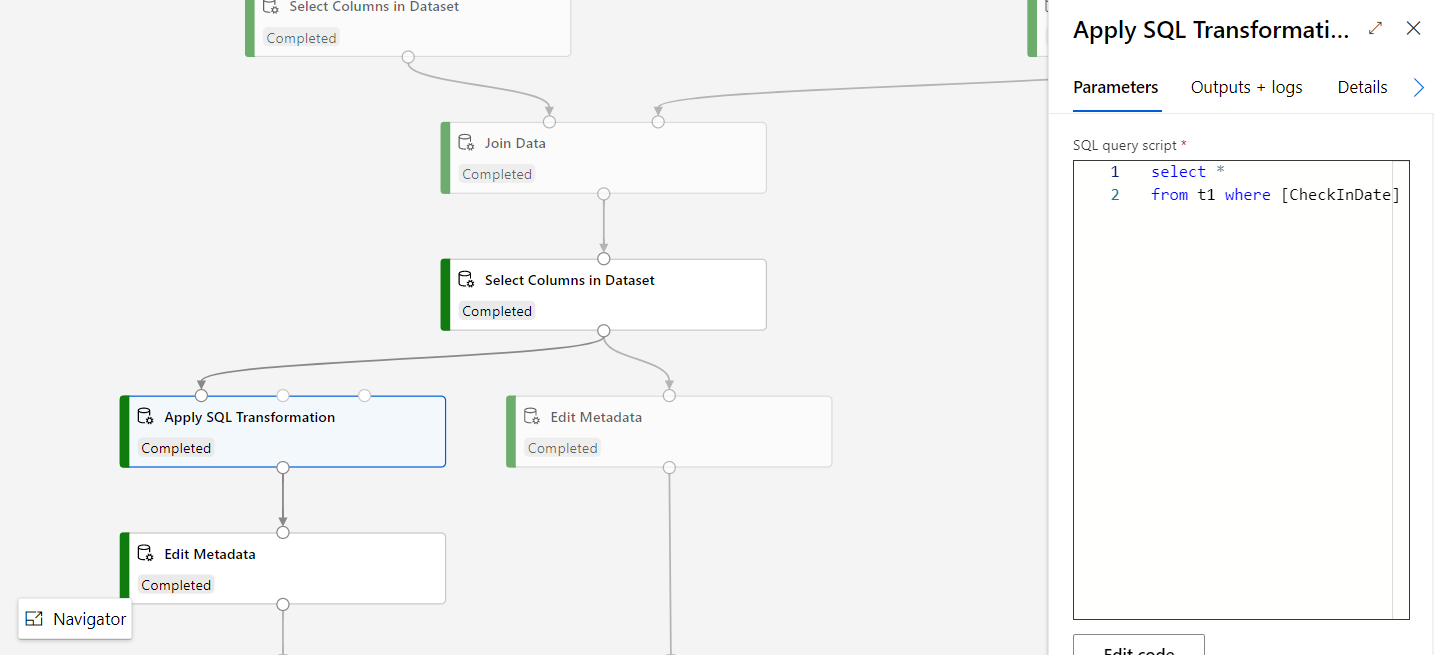 Select Columns in Dataset
Completed
Join Data
Completed
Select Columns in Dataset
Completed
Apply SQL Transformation
Completed
Edit Metadata
Completed
Edit Metadata
Completed
Navigator
Apply SQL Transformati...
Parameters Outputs + logs Details
SQL query script *
1 select *
2 from t1 where [CheckInDate]
Edit code